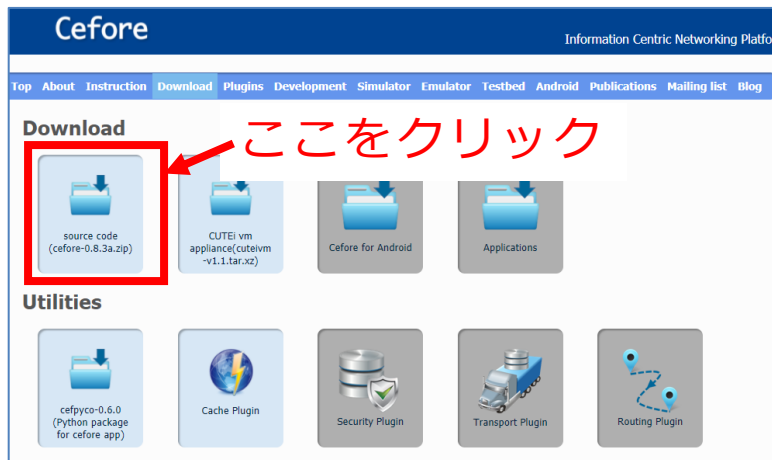 Cefore
Information Centric Networking Platfo
Top About Instruction Download Plugins Development Simulator Emulator Testbed Android Publications Mailing list Blog
Download
ここをクリック
source code
(cefore-0.8.3a.zip)
CUTEi vm
appliance(cuteivm
-v1.1.tar.xz)
Cefore for Android
Applications
Utilities
cefpyco-0.6.0
(Python package
for cefore app)
Cache Plugin
Security Plugin
Transport Plugin
Routing Plugin